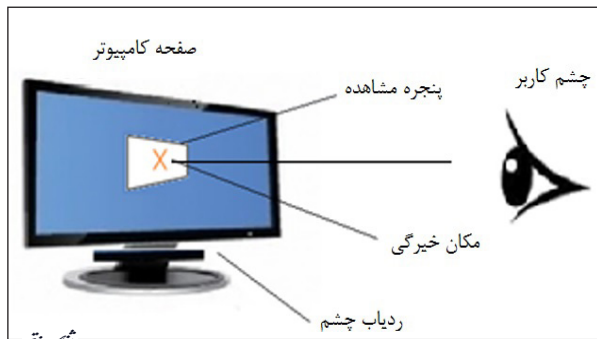 صفحه کامپیوتر
چشم کاربر
پنجره مشاهده
X
مکان خیرگی
ردیاب چشم